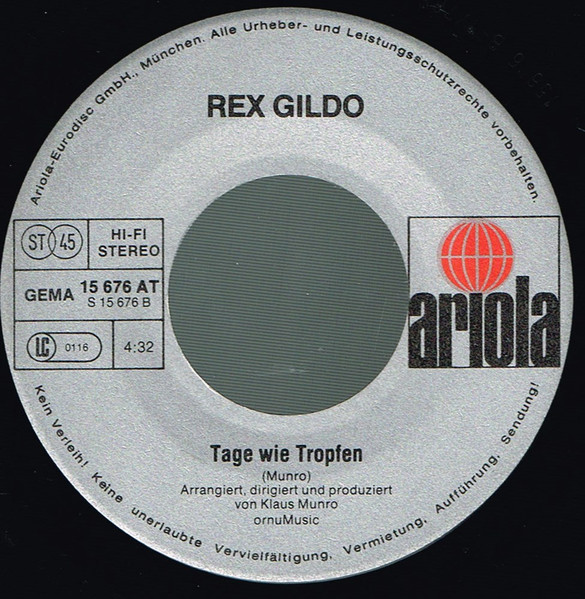 Ariola-Eurodisc GmbH., München. Alle Urheber- und Leistungsschutzrechte vorbehalten.
REX GILDO
ST 45
HI-FI
STEREO
GEMA 15 676 AT
S 15 676 B
LC 0116
4:32
ariola
Tage wie Tropfen
(Munro)
Arrangiert, dirigiert und produziert
von Klaus Munro
ornuMusic
Kein Verleih! Keine unerlaubte Vervielfältigung, Vermietung, Aufführung, Sendung!